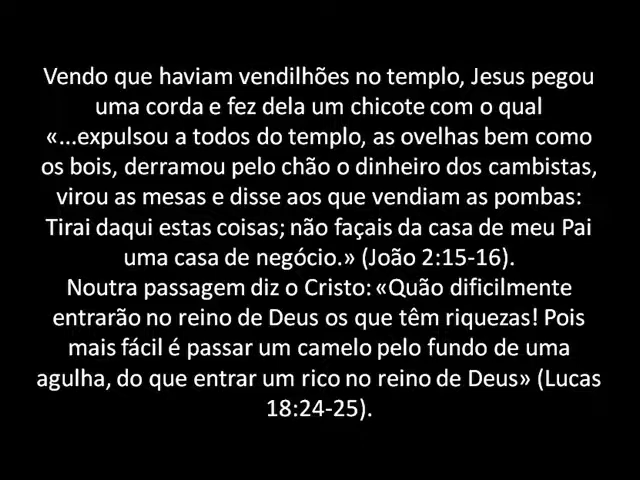 Vendo que haviam vendilhões no templo, Jesus pegou
uma corda e fez dela um chicote com o qual
«...expulsou a todos do templo, as ovelhas bem como
os bois, derramou pelo chão o dinheiro dos cambistas,
virou as mesas e disse aos que vendiam as pombas:
Tirai daqui estas coisas; não façais da casa de meu Pai
uma casa de negócio.» (João 2:15-16).
Noutra passagem diz o Cristo: «Quão dificilmente
entrarão no reino de Deus os que têm riquezas! Pois
mais fácil é passar um camelo pelo fundo de uma
agulha, do que entrar um rico no reino de Deus» (Lucas
18:24-25).